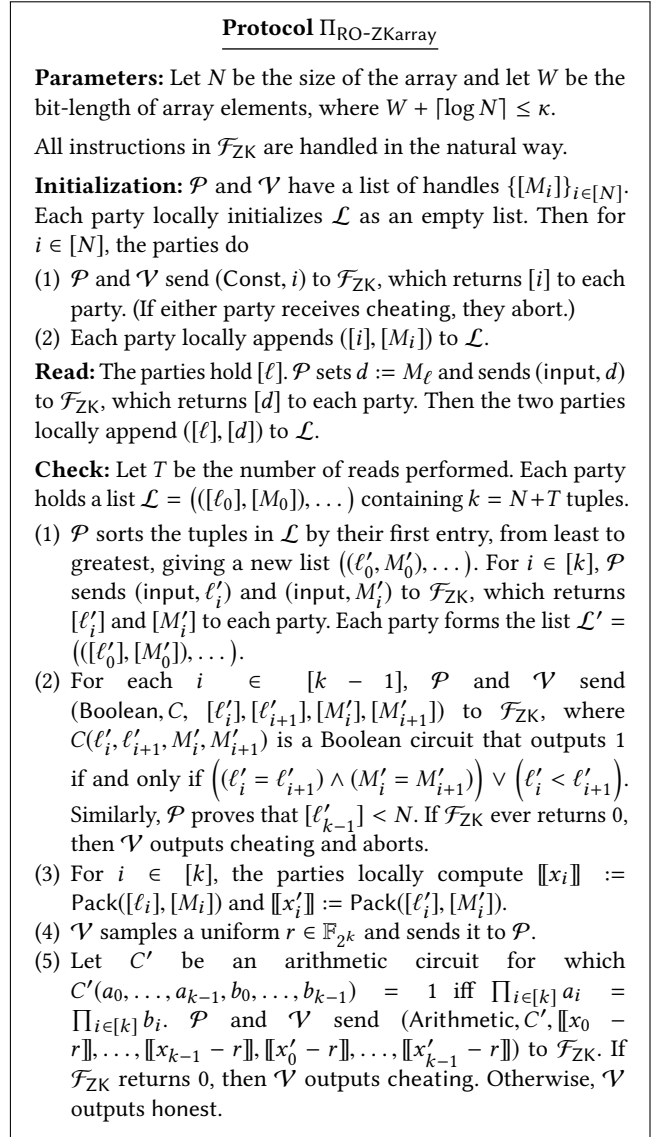 Protocol Π_RO-ZKarray
Parameters: Let N be the size of the array and let W be the
bit-length of array elements, where W + ⌈log N⌉ ≤ κ.
All instructions in ℱ_ZK are handled in the natural way.
Initialization: 𝒫 and 𝒱 have a list of handles {[M_i]}_{i∈[N]}.
Each party locally initializes ℒ as an empty list. Then for
i ∈ [N], the parties do
(1) 𝒫 and 𝒱 send (Const, i) to ℱ_ZK, which returns [i] to each
party. (If either party receives cheating, they abort.)
(2) Each party locally appends ([i], [M_i]) to ℒ.
Read: The parties hold [ℓ]. 𝒫 sets d := M_ℓ and sends (input, d)
to ℱ_ZK, which returns [d] to each party. Then the two parties
locally append ([ℓ], [d]) to ℒ.
Check: Let T be the number of reads performed. Each party
holds a list ℒ = (([ℓ_0], [M_0]), . . . ) containing k = N+T tuples.
(1) 𝒫 sorts the tuples in ℒ by their first entry, from least to
greatest, giving a new list ((ℓ'_0, M'_0), . . . ). For i ∈ [k], 𝒫
sends (input, ℓ'_i) and (input, M'_i) to ℱ_ZK, which returns
[ℓ'_i] and [M'_i] to each party. Each party forms the list ℒ' =
(([ℓ'_0], [M'_0]), . . . ).
(2) For each i ∈ [k − 1], 𝒫 and 𝒱 send
(Boolean, C, [ℓ'_i], [ℓ'_{i+1}], [M'_i], [M'_{i+1}]) to ℱ_ZK, where
C(ℓ'_i, ℓ'_{i+1}, M'_i, M'_{i+1}) is a Boolean circuit that outputs 1
if and only if ((ℓ'_i = ℓ'_{i+1}) ∧ (M'_i = M'_{i+1})) ∨ (ℓ'_i < ℓ'_{i+1}).
Similarly, 𝒫 proves that [ℓ'_{k−1}] < N. If ℱ_ZK ever returns 0,
then 𝒱 outputs cheating and aborts.
(3) For i ∈ [k], the parties locally compute ⟦x_i⟧ :=
Pack([ℓ_i], [M_i]) and ⟦x'_i⟧ := Pack([ℓ'_i], [M'_i]).
(4) 𝒱 samples a uniform r ∈ 𝔽_{2^k} and sends it to 𝒫.
(5) Let C' be an arithmetic circuit for which
C'(a_0, . . . , a_{k−1}, b_0, . . . , b_{k−1}) = 1 iff ∏_{i∈[k]} a_i =
∏_{i∈[k]} b_i. 𝒫 and 𝒱 send (Arithmetic, C', ⟦x_0 −
r⟧, . . . , ⟦x_{k−1} − r⟧, ⟦x'_0 − r⟧, . . . , ⟦x'_{k−1} − r⟧) to ℱ_ZK. If
ℱ_ZK returns 0, then 𝒱 outputs cheating. Otherwise, 𝒱
outputs honest.